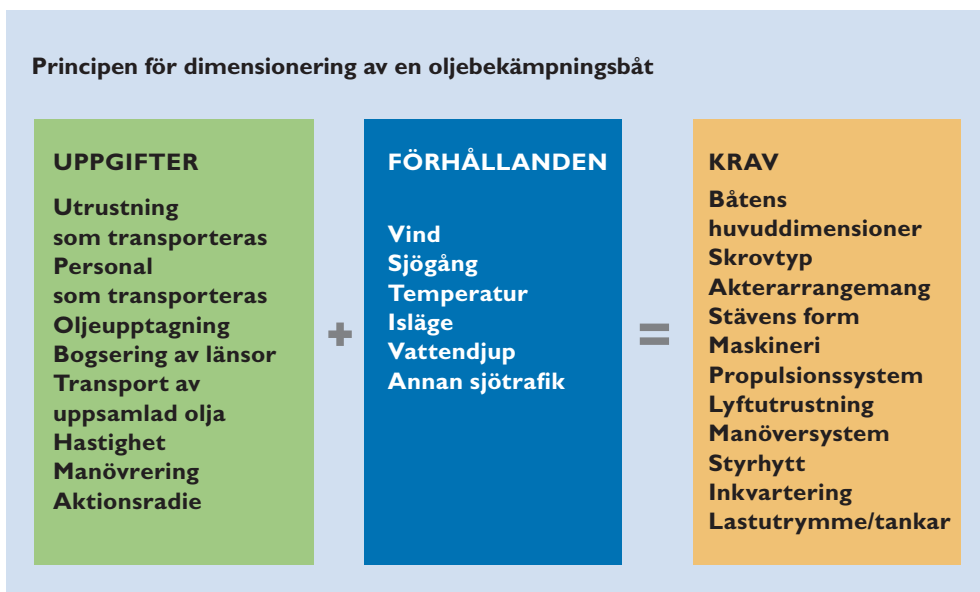 Principen för dimensionering av en oljebekämpningsbåt
UPPGIFTER
Utrustning
som transporteras
Personal
som transporteras
Oljeupptagning
Bogsering av länsor
Transport av
uppsamlad olja
Hastighet
Manövrering
Aktionsradie
+
FÖRHÅLLANDEN
Vind
Sjögång
Temperatur
Isläge
Vattendjup
Annan sjötrafik
=
KRAV
Båtens
huvuddimensioner
Skrovtyp
Akterarrangemang
Stävens form
Maskineri
Propulsionssystem
Lyftutrustning
Manöversystem
Styrhytt
Inkvartering
Lastutrymme/tankar